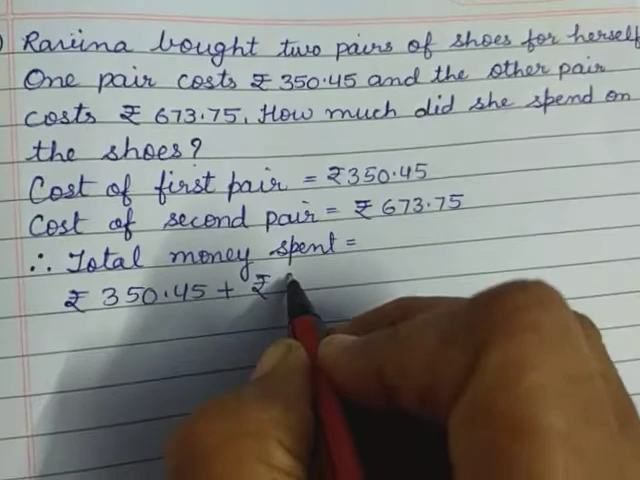 ) Rariina bought two pairs of shoes for herself
One pair costs ₹ 350.45 and the other pair
costs ₹ 673.75. How much did she spend on
the shoes?
Cost of first pair = ₹350.45
Cost of second pair = ₹ 673.75
∴ Total money spent =
₹ 350.45 + ₹